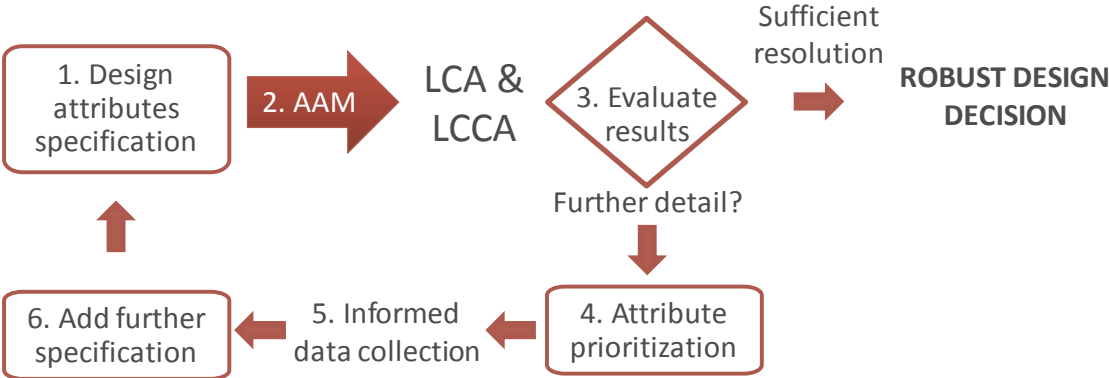 1. Design
attributes
specification
2. AAM
LCA &
LCCA
3. Evaluate
results
Sufficient
resolution
ROBUST DESIGN
DECISION
Further detail?
4. Attribute
prioritization
5. Informed
data collection
6. Add further
specification